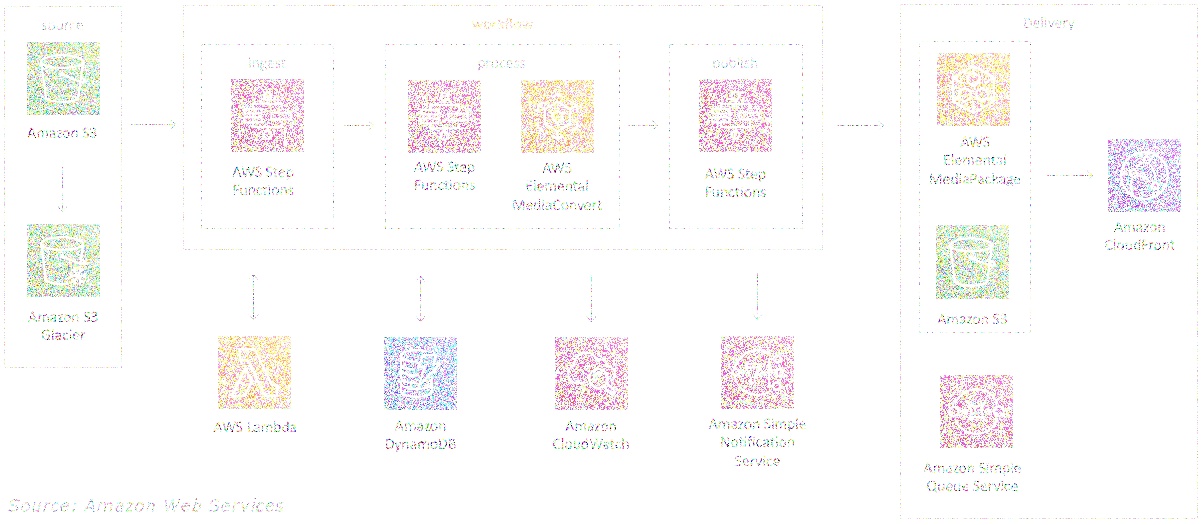 source
Amazon S3
Amazon S3
Glacier
workflow
ingest
AWS Step
Functions
process
AWS Step
Functions
AWS
Elemental
MediaConvert
publish
AWS Step
Functions
AWS Lambda
Amazon
DynamoDB
Amazon
CloudWatch
Amazon Simple
Notification
Service
Delivery
AWS
Elemental
MediaPackage
Amazon S3
Amazon
CloudFront
Amazon Simple
Queue Service
Source: Amazon Web Services